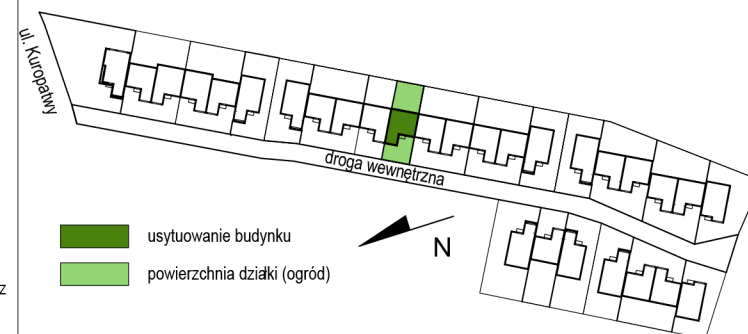 ul. Kuropatwy
droga wewnętrzna
usytuowanie budynku
N
powierzchnia działki (ogród)
z